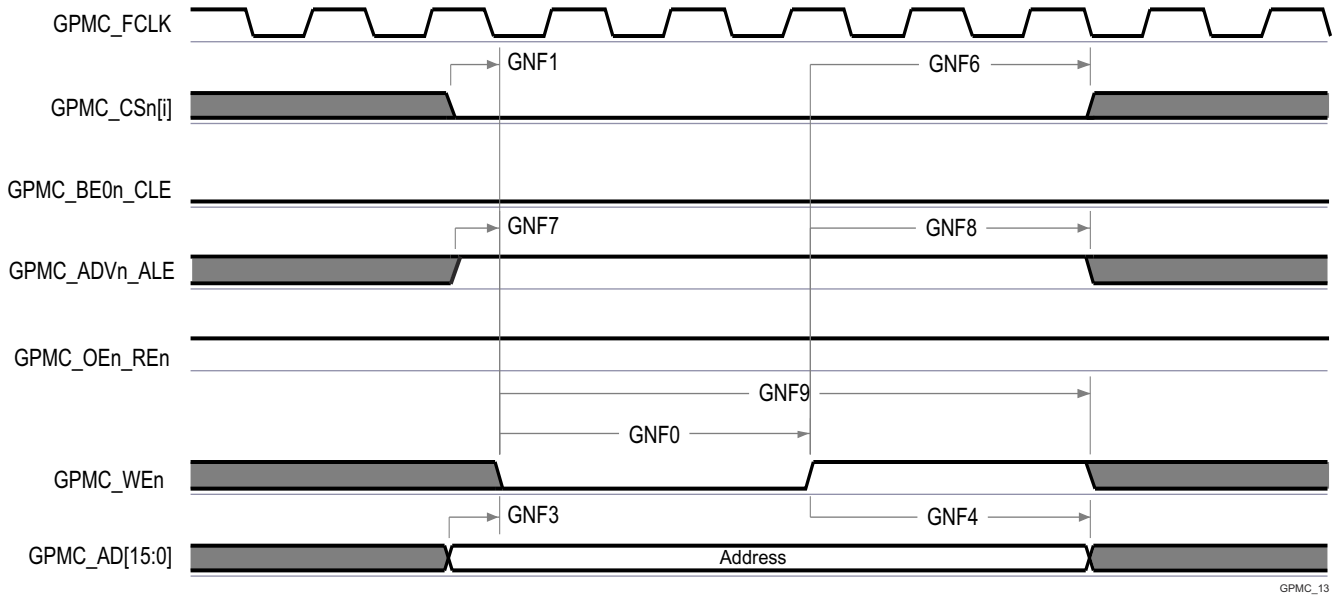 GPMC_FCLK
GNF1
GNF6
GPMC_CSn[i]
GPMC_BE0n_CLE
GNF7
GNF8
GPMC_ADVn_ALE
GPMC_OEn_REn
GNF9
GNF0
GPMC_WEn
GNF3
GNF4
GPMC_AD[15:0]
Address
GPMC_13